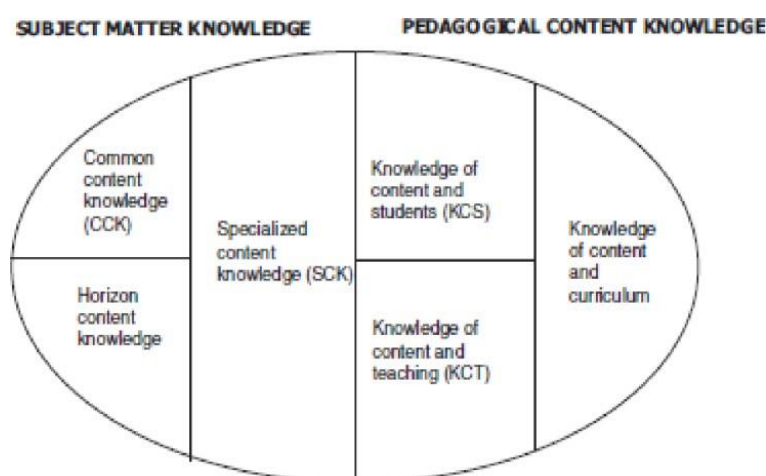 SUBJECT MATTER KNOWLEDGE
PEDAGOGICAL CONTENT KNOWLEDGE
Common
content
knowledge
(CCK)
Horizon
content
knowledge
Specialized
content
knowledge (SCK)
Knowledge of
content and
students (KCS)
Knowledge of
content and
teaching (KCT)
Knowledge
of content
and
curriculum